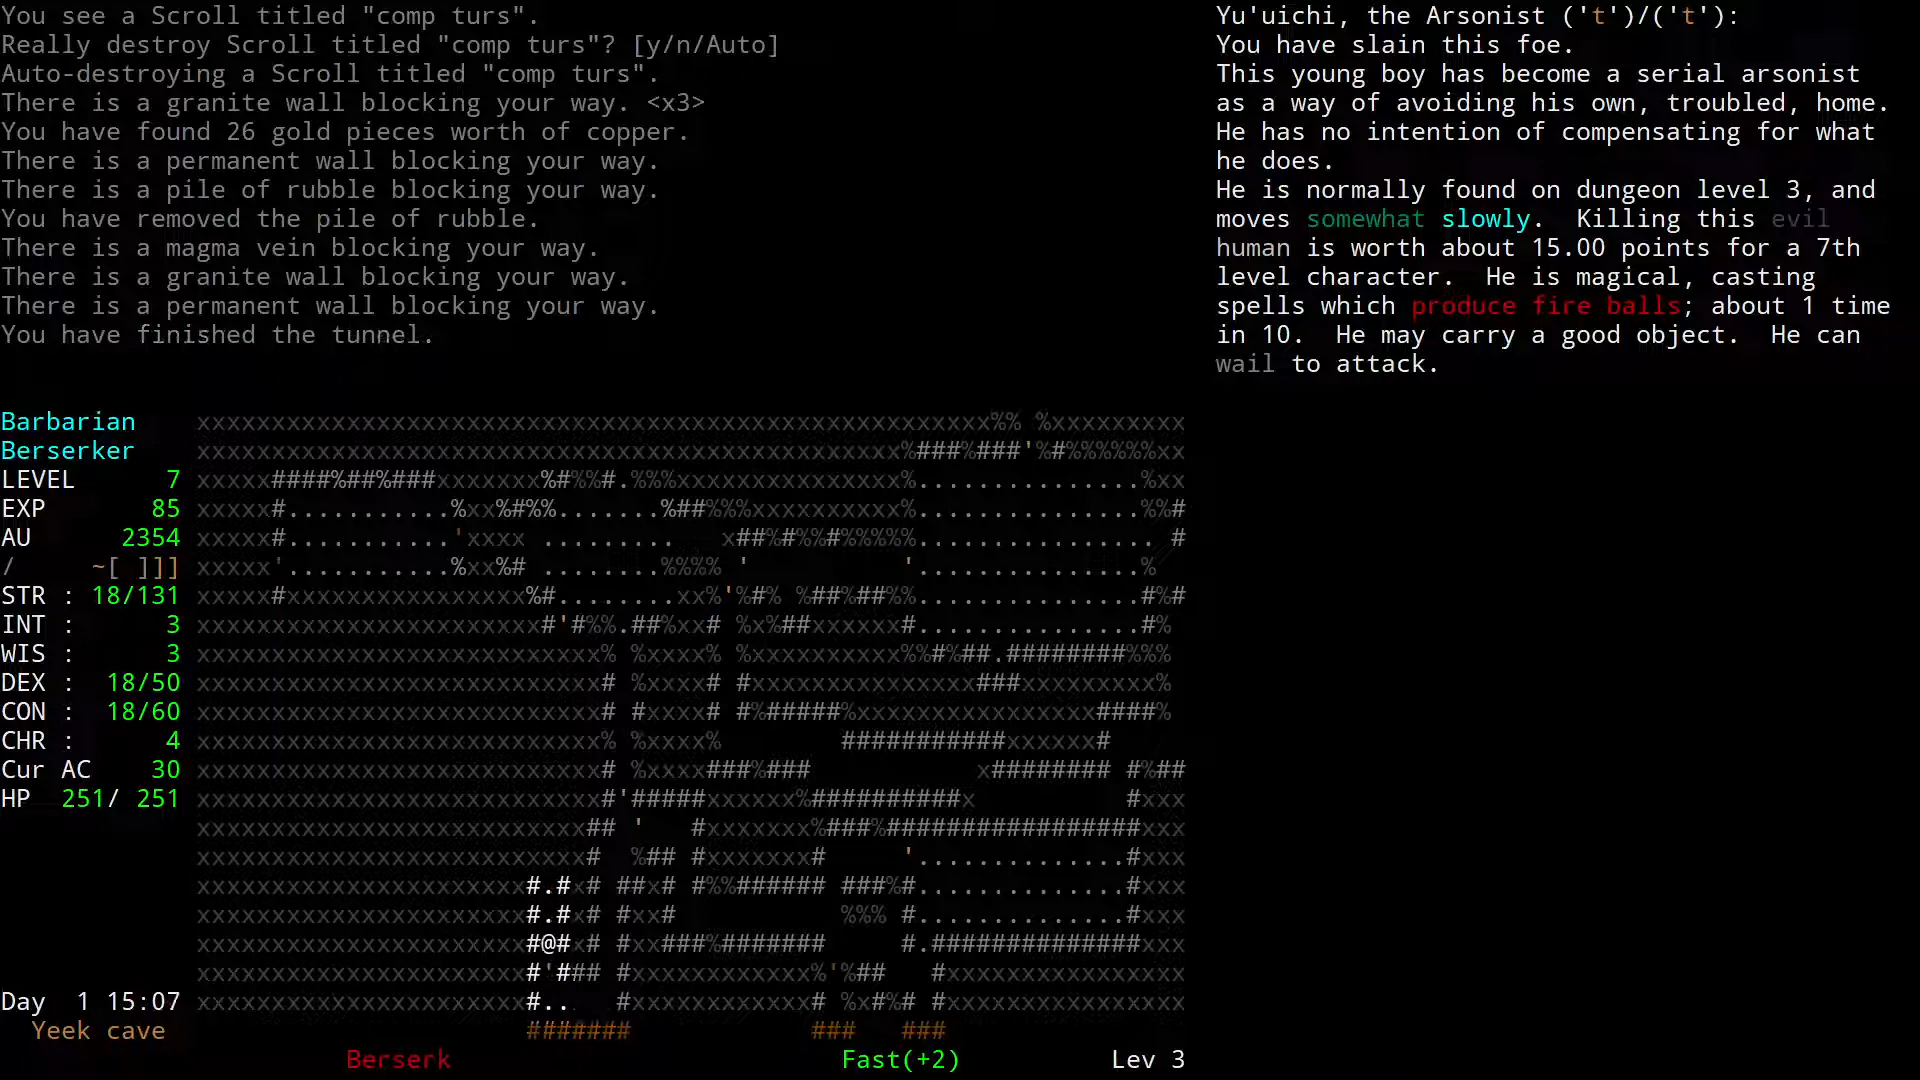 You see a Scroll titled "comp turs".
Really destroy Scroll titled "comp turs"? [y/n/Auto]
Auto-destroying a Scroll titled "comp turs".
There is a granite wall blocking your way. <x3>
You have found 26 gold pieces worth of copper.
There is a permanent wall blocking your way.
There is a pile of rubble blocking your way.
You have removed the pile of rubble.
There is a magma vein blocking your way.
There is a granite wall blocking your way.
There is a permanent wall blocking your way.
You have finished the tunnel.
Yu'uichi, the Arsonist ('t')/('t'):
You have slain this foe.
This young boy has become a serial arsonist
as a way of avoiding his own, troubled, home.
He has no intention of compensating for what
he does.
He is normally found on dungeon level 3, and
moves somewhat slowly.  Killing this evil
human is worth about 15.00 points for a 7th
level character.  He is magical, casting
spells which produce fire balls; about 1 time
in 10.  He may carry a good object.  He can
wail to attack.
Barbarian
Berserker
LEVEL 7
EXP 85
AU 2354
/ ~[ ]]]
STR : 18/131
INT : 3
WIS : 3
DEX : 18/50
CON : 18/60
CHR : 4
Cur AC 30
HP 251/ 251
Day 1 15:07
Yeek cave
Berserk Fast(+2) Lev 3